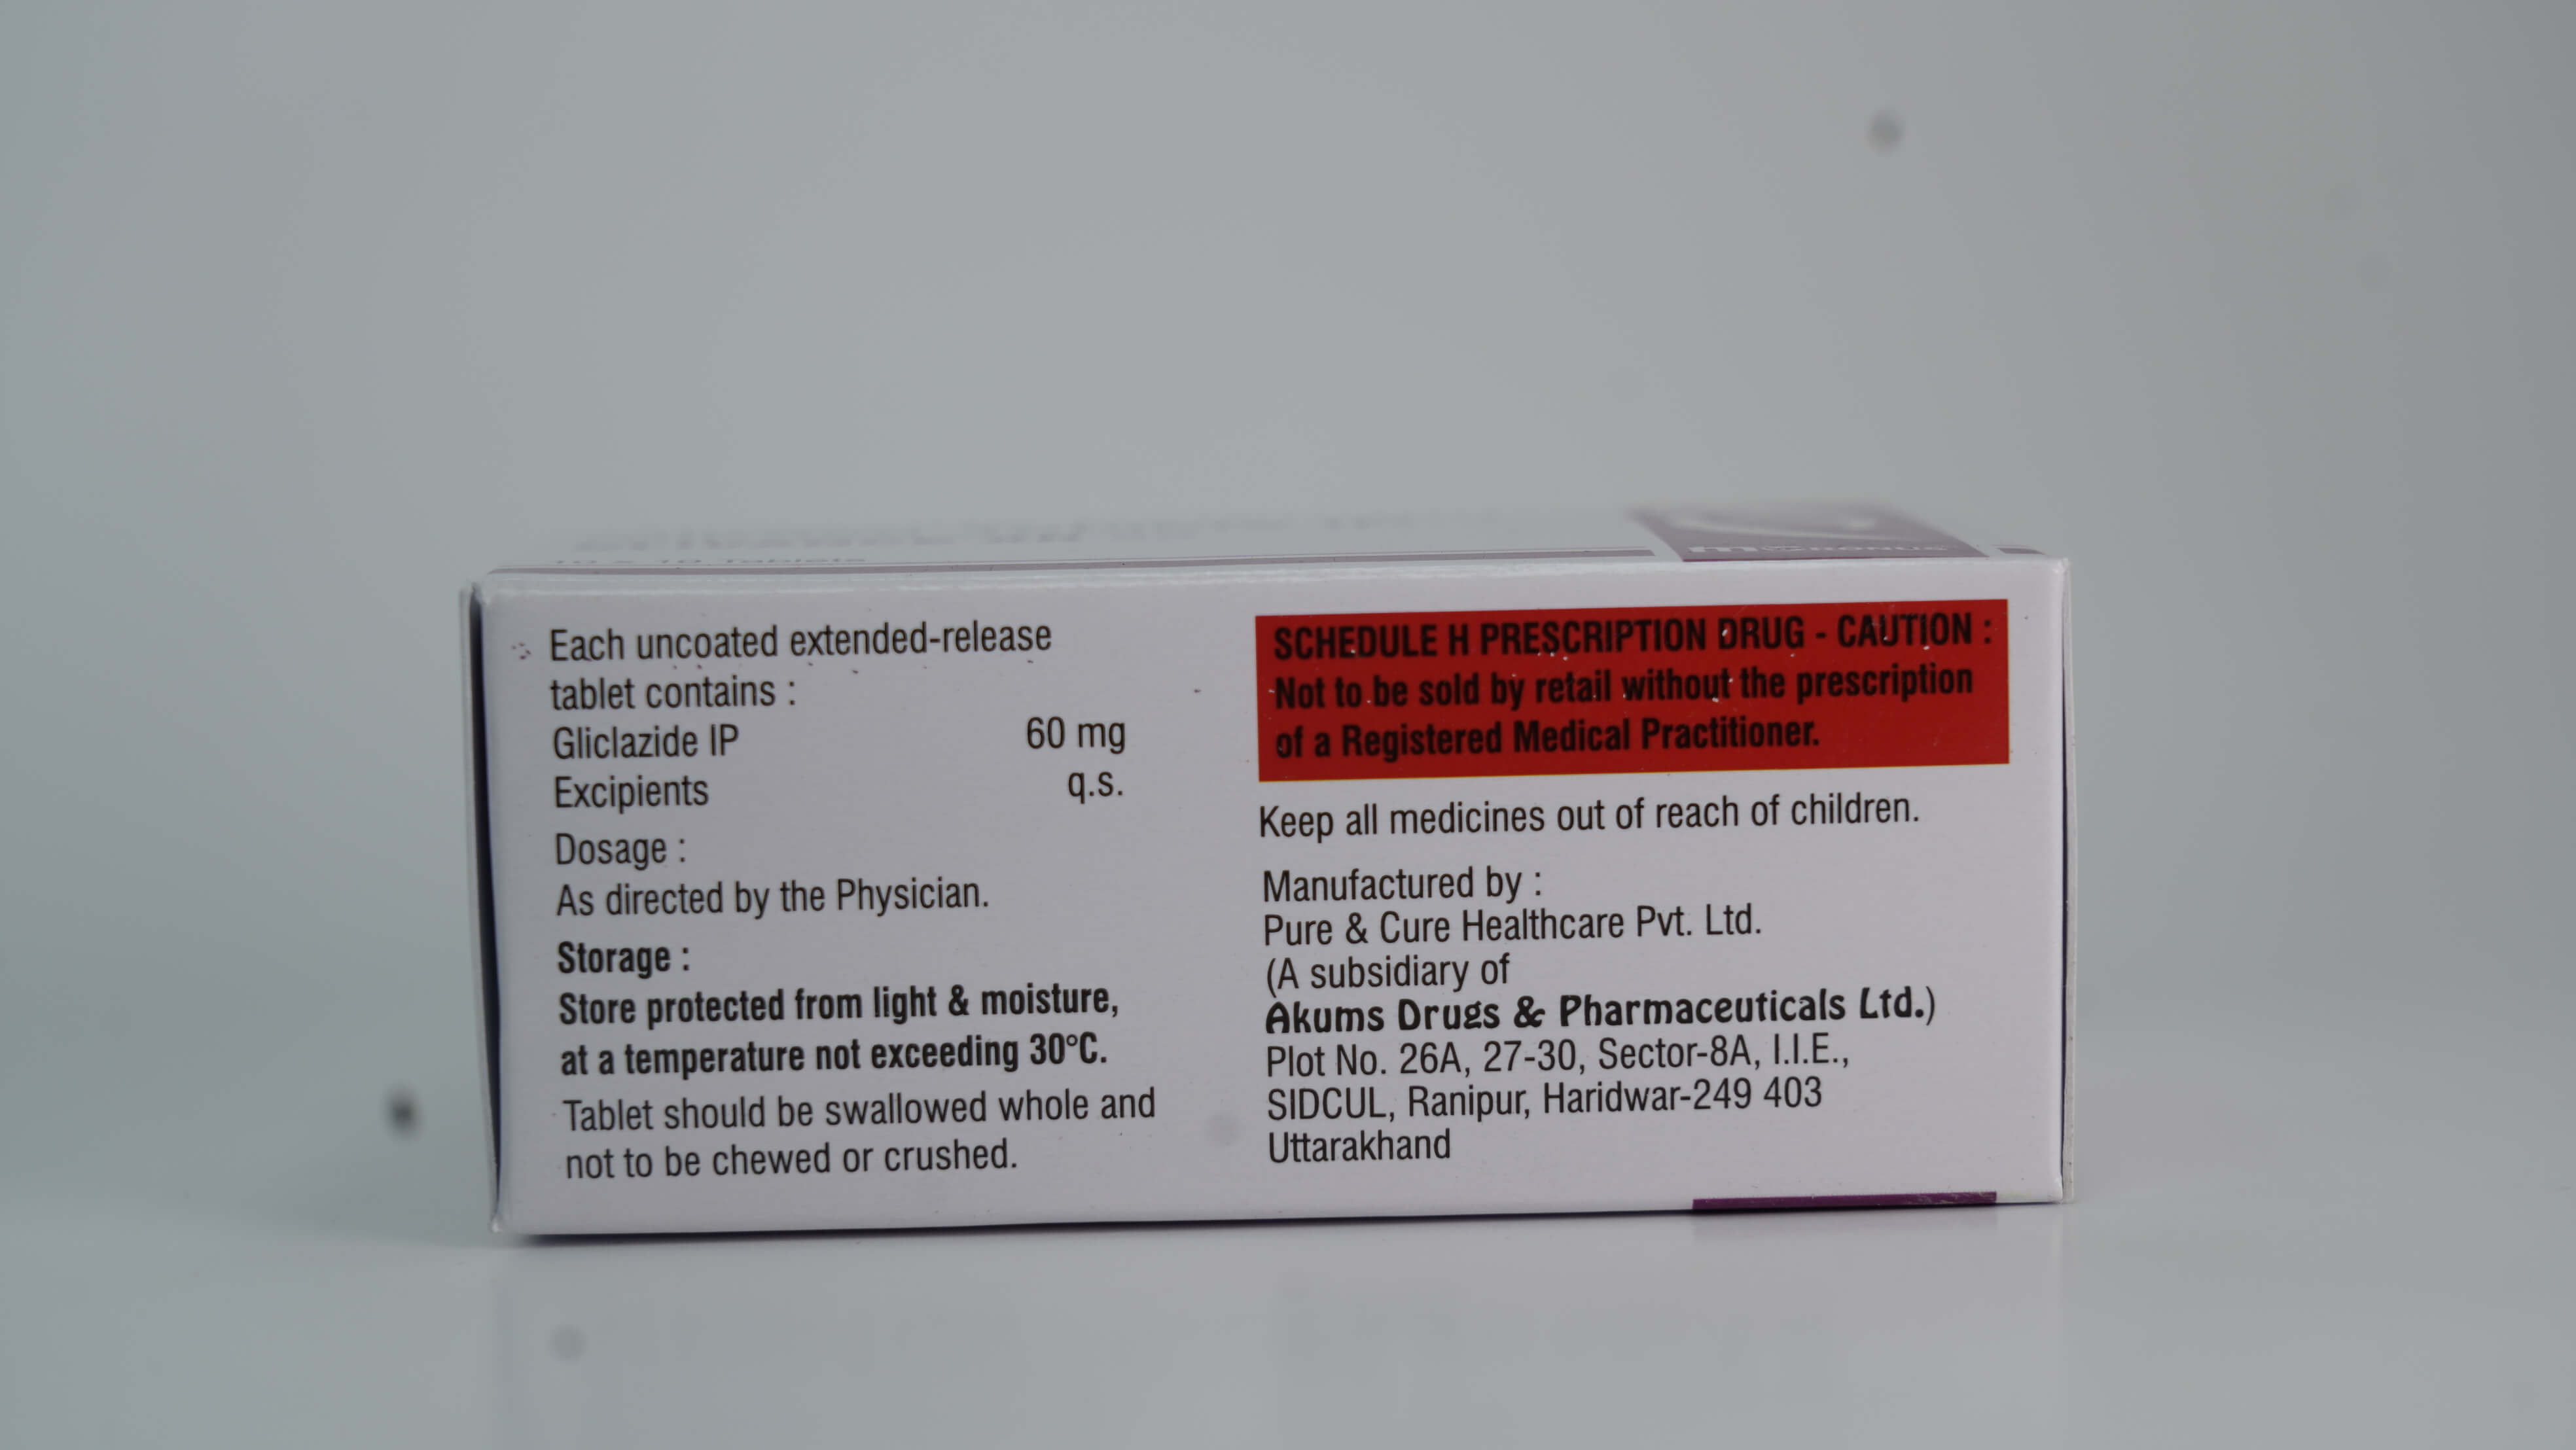 10 x 10 Tablets
Each uncoated extended-release
tablet contains :
Gliclazide IP 60 mg
Excipients q.s.
Dosage :
As directed by the Physician.
Storage :
Store protected from light & moisture,
at a temperature not exceeding 30°C.
Tablet should be swallowed whole and
not to be chewed or crushed.
SCHEDULE H PRESCRIPTION DRUG - CAUTION :
Not to be sold by retail without the prescription
of a Registered Medical Practitioner.
Keep all medicines out of reach of children.
Manufactured by :
Pure & Cure Healthcare Pvt. Ltd.
(A subsidiary of
Akums Drugs & Pharmaceuticals Ltd.)
Plot No. 26A, 27-30, Sector-8A, I.I.E.,
SIDCUL, Ranipur, Haridwar-249 403
Uttarakhand